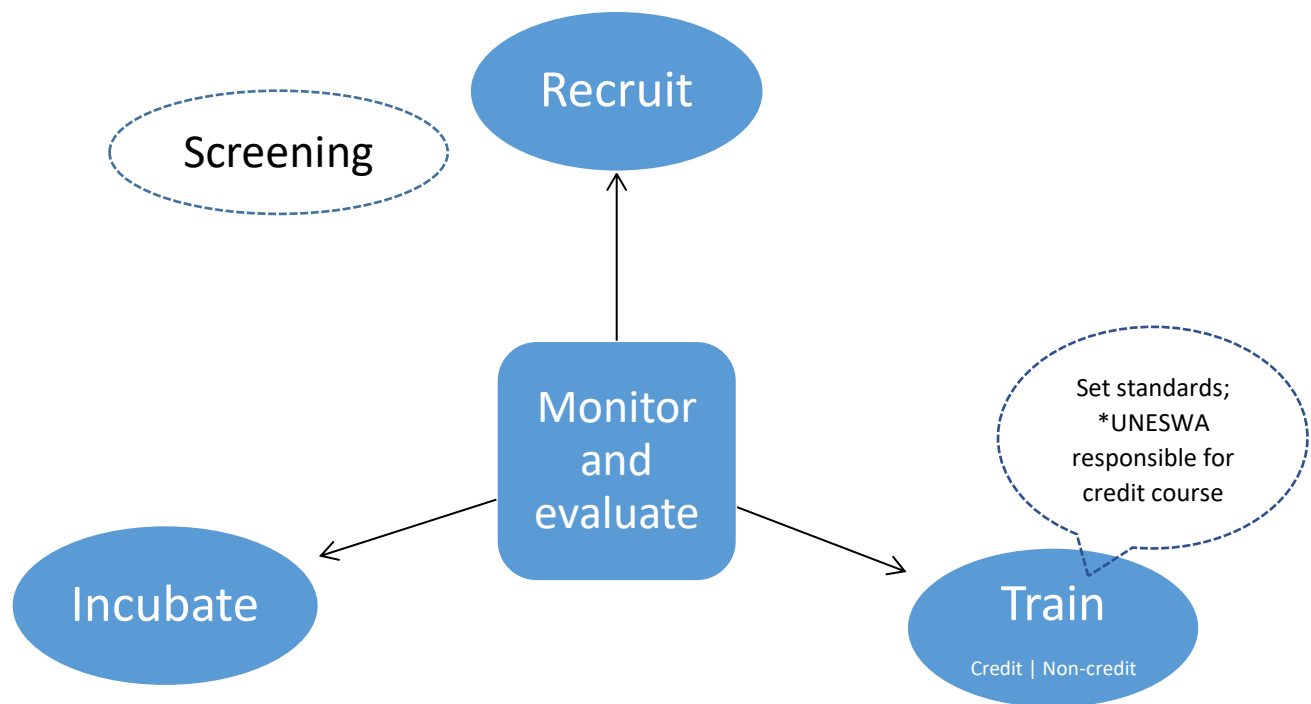 Recruit
Screening
Monitor
and
evaluate
Set standards;
*UNESWA
responsible for
credit course
Incubate
Train
Credit | Non-credit